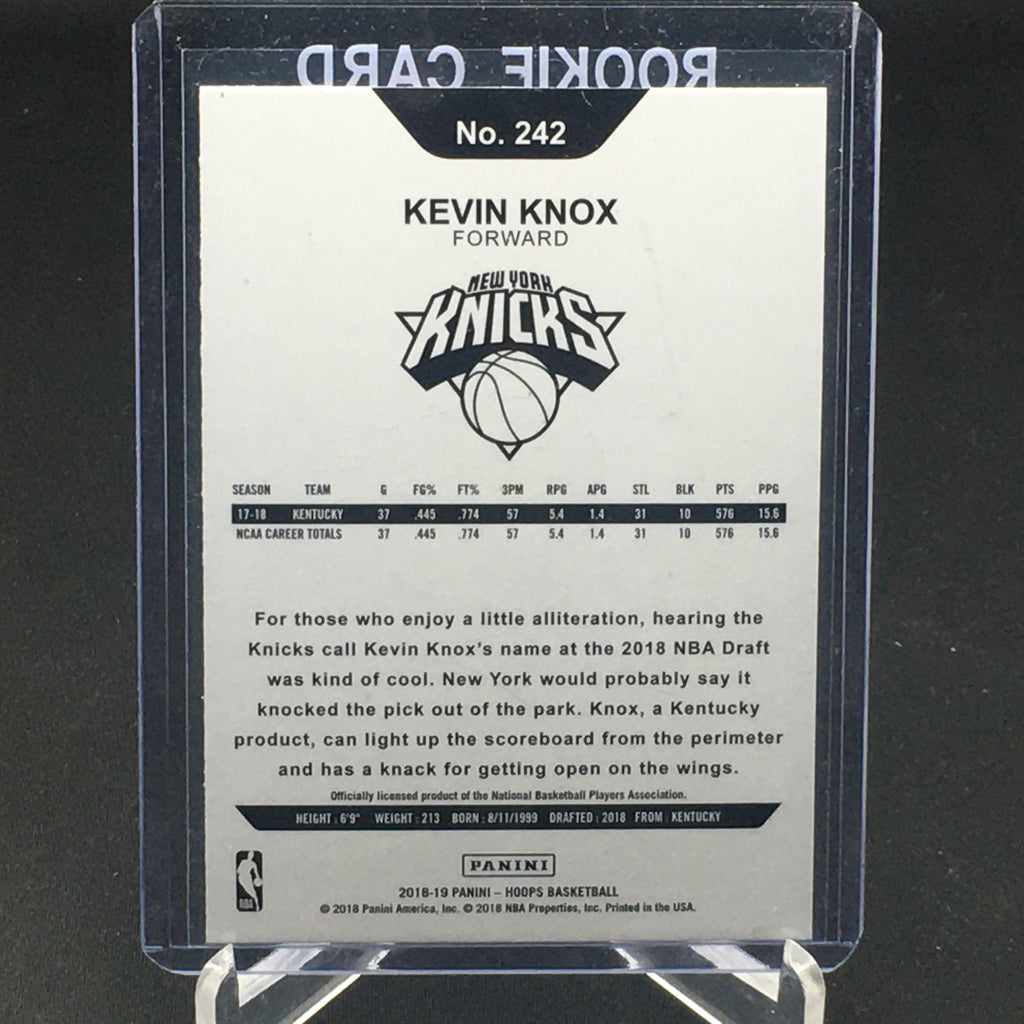 ROOKIE CARD
No. 242
KEVIN KNOX
FORWARD
NEW YORK
KNICKS
SEASON TEAM G FG% FT% 3PM RPG APG STL BLK PTS PPG
17-18 KENTUCKY 37 .445 .774 57 5.4 1.4 31 10 576 15.6
NCAA CAREER TOTALS 37 .445 .774 57 5.4 1.4 31 10 576 15.6
For those who enjoy a little alliteration, hearing the
Knicks call Kevin Knox's name at the 2018 NBA Draft
was kind of cool. New York would probably say it
knocked the pick out of the park. Knox, a Kentucky
product, can light up the scoreboard from the perimeter
and has a knack for getting open on the wings.
Officially licensed product of the National Basketball Players Association.
HEIGHT : 6'9" WEIGHT : 213 BORN : 8/11/1999 DRAFTED : 2018 FROM : KENTUCKY
NBA
PANINI
2018-19 PANINI – HOOPS BASKETBALL
© 2018 Panini America, Inc. © 2018 NBA Properties, Inc. Printed in the USA.